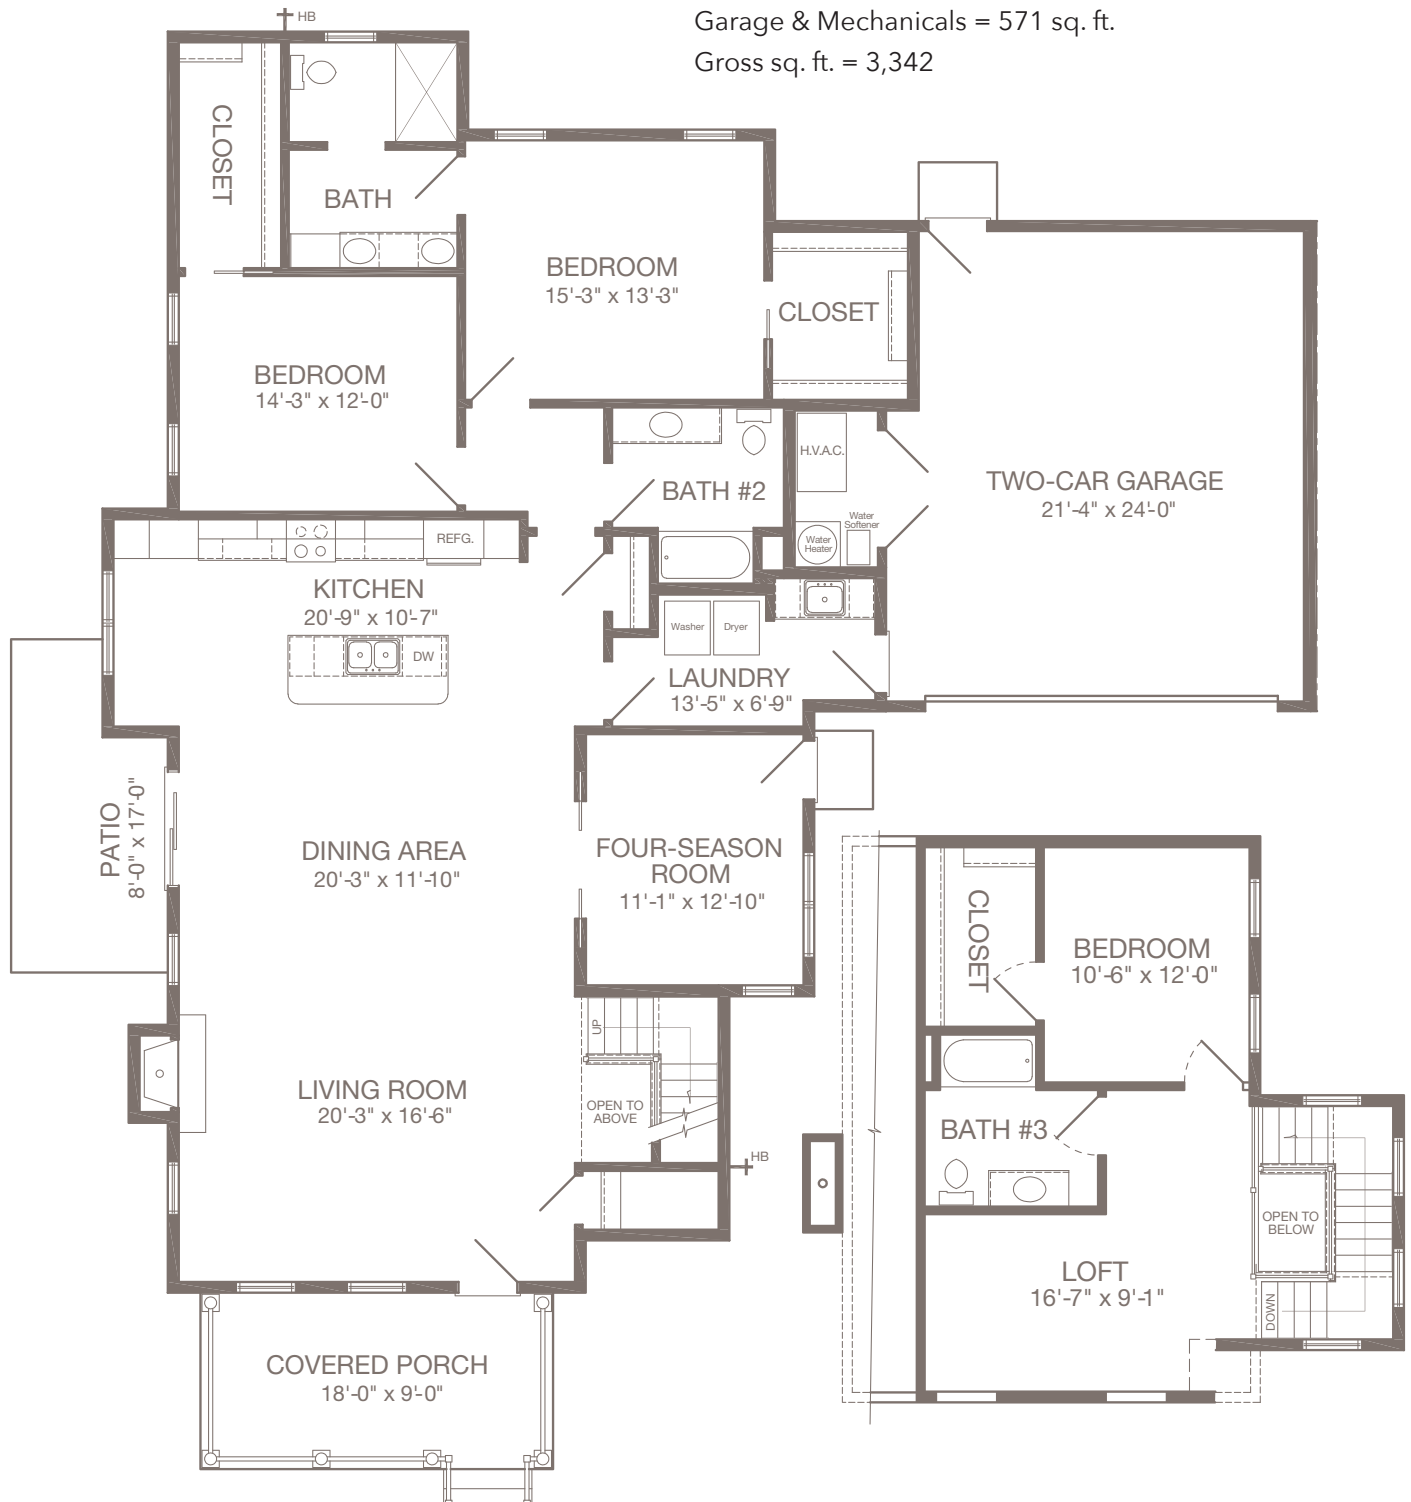 Garage & Mechanicals = 571 sq. ft.
Gross sq. ft. = 3,342
HB
CLOSET
BATH
BEDROOM
15'-3" x 13'-3"
CLOSET
BEDROOM
14'-3" x 12'-0"
H.V.A.C.
BATH #2
Water
Softener
Water
Heater
TWO-CAR GARAGE
21'-4" x 24'-0"
REFG.
KITCHEN
20'-9" x 10'-7"
DW
Washer
Dryer
LAUNDRY
13'-5" x 6'-9"
PATIO
8'-0" x 17'-0"
DINING AREA
20'-3" x 11'-10"
FOUR-SEASON
ROOM
11'-1" x 12'-10"
UP
OPEN TO
ABOVE
LIVING ROOM
20'-3" x 16'-6"
HB
COVERED PORCH
18'-0" x 9'-0"
CLOSET
BEDROOM
10'-6" x 12'-0"
BATH #3
OPEN TO
BELOW
LOFT
16'-7" x 9'-1"
DOWN